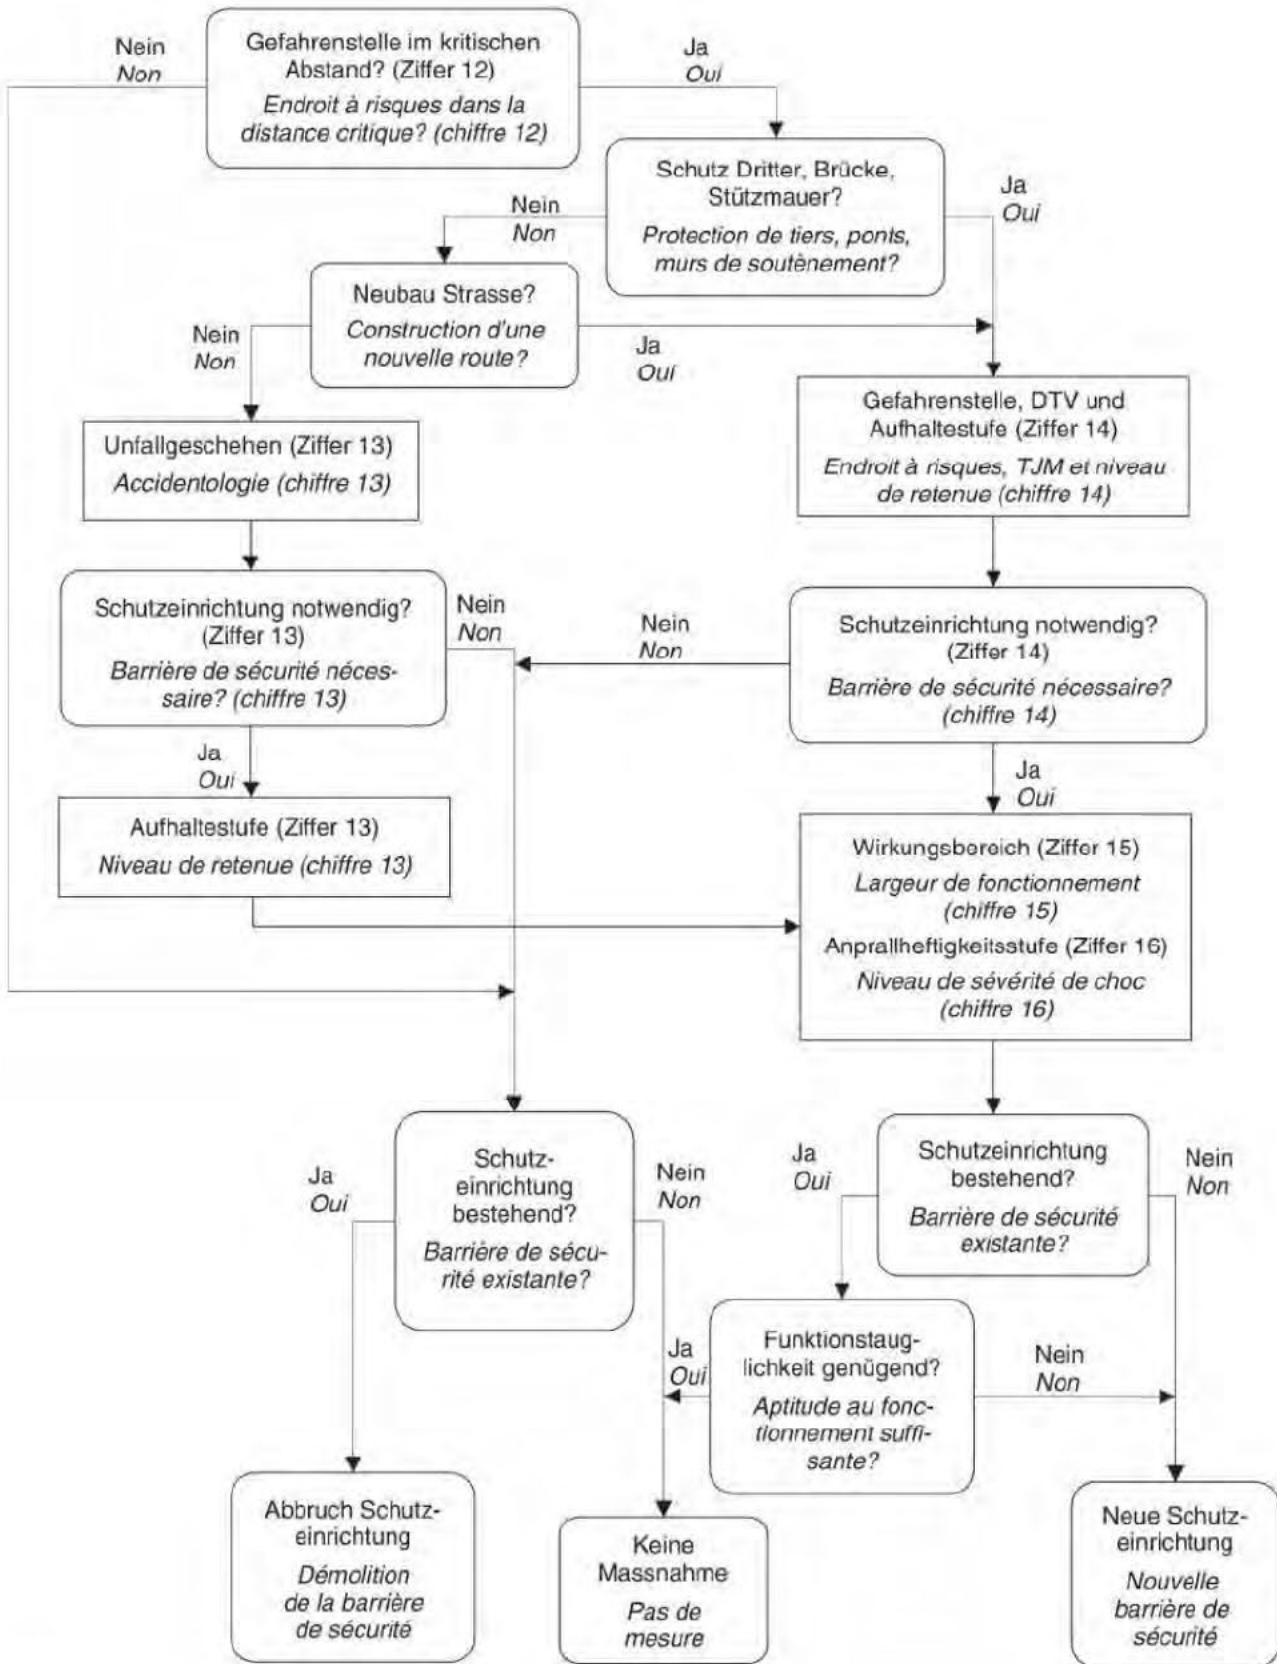 Nein
Non
Gefahrenstelle im kritischen
Abstand? (Ziffer 12)
Endroit à risques dans la
distance critique? (chiffre 12)
Ja
Oui
Schutz Dritter, Brücke,
Stützmauer?
Protection de tiers, ponts,
murs de soutènement?
Nein
Non
Ja
Oui
Neubau Strasse?
Construction d'une
nouvelle route?
Nein
Non
Ja
Oui
Unfallgeschehen (Ziffer 13)
Accidentologie (chiffre 13)
Gefahrenstelle, DTV und
Aufhaltestufe (Ziffer 14)
Endroit à risques, TJM et niveau
de retenue (chiffre 14)
Schutzeinrichtung notwendig?
(Ziffer 13)
Barrière de sécurité néces-
saire? (chiffre 13)
Nein
Non
Nein
Non
Schutzeinrichtung notwendig?
(Ziffer 14)
Barrière de sécurité nécessaire?
(chiffre 14)
Ja
Oui
Ja
Oui
Aufhaltestufe (Ziffer 13)
Niveau de retenue (chiffre 13)
Wirkungsbereich (Ziffer 15)
Largeur de fonctionnement
(chiffre 15)
Anprallheftigkeitsstufe (Ziffer 16)
Niveau de sévérité de choc
(chiffre 16)
Ja
Oui
Schutz-
einrichtung
bestehend?
Barrière de sécu-
rité existante?
Nein
Non
Ja
Oui
Schutzeinrichtung
bestehend?
Barrière de sécurité
existante?
Nein
Non
Ja
Oui
Funktionstaug-
lichkeit genügend?
Aptitude au fonc-
tionnement suffi-
sante?
Nein
Non
Abbruch Schutz-
einrichtung
Démolition
de la barrière
de sécurité
Keine
Massnahme
Pas de
mesure
Neue Schutz-
einrichtung
Nouvelle
barrière de
sécurité